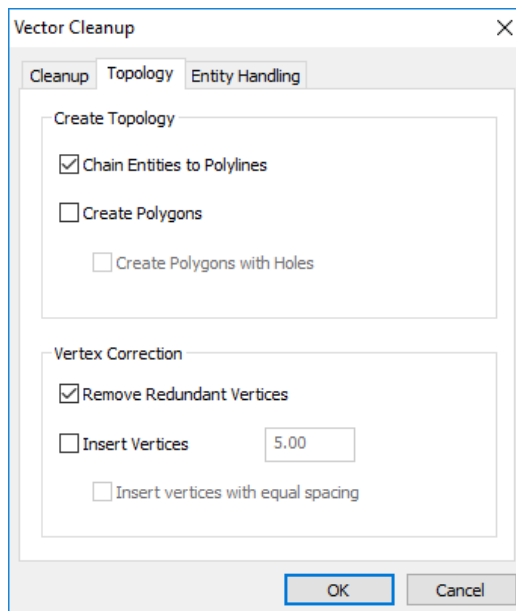 Vector Cleanup
Cleanup Topology Entity Handling
Create Topology
Chain Entities to Polylines
Create Polygons
Create Polygons with Holes
Vertex Correction
Remove Redundant Vertices
Insert Vertices 5.00
Insert vertices with equal spacing
OK Cancel